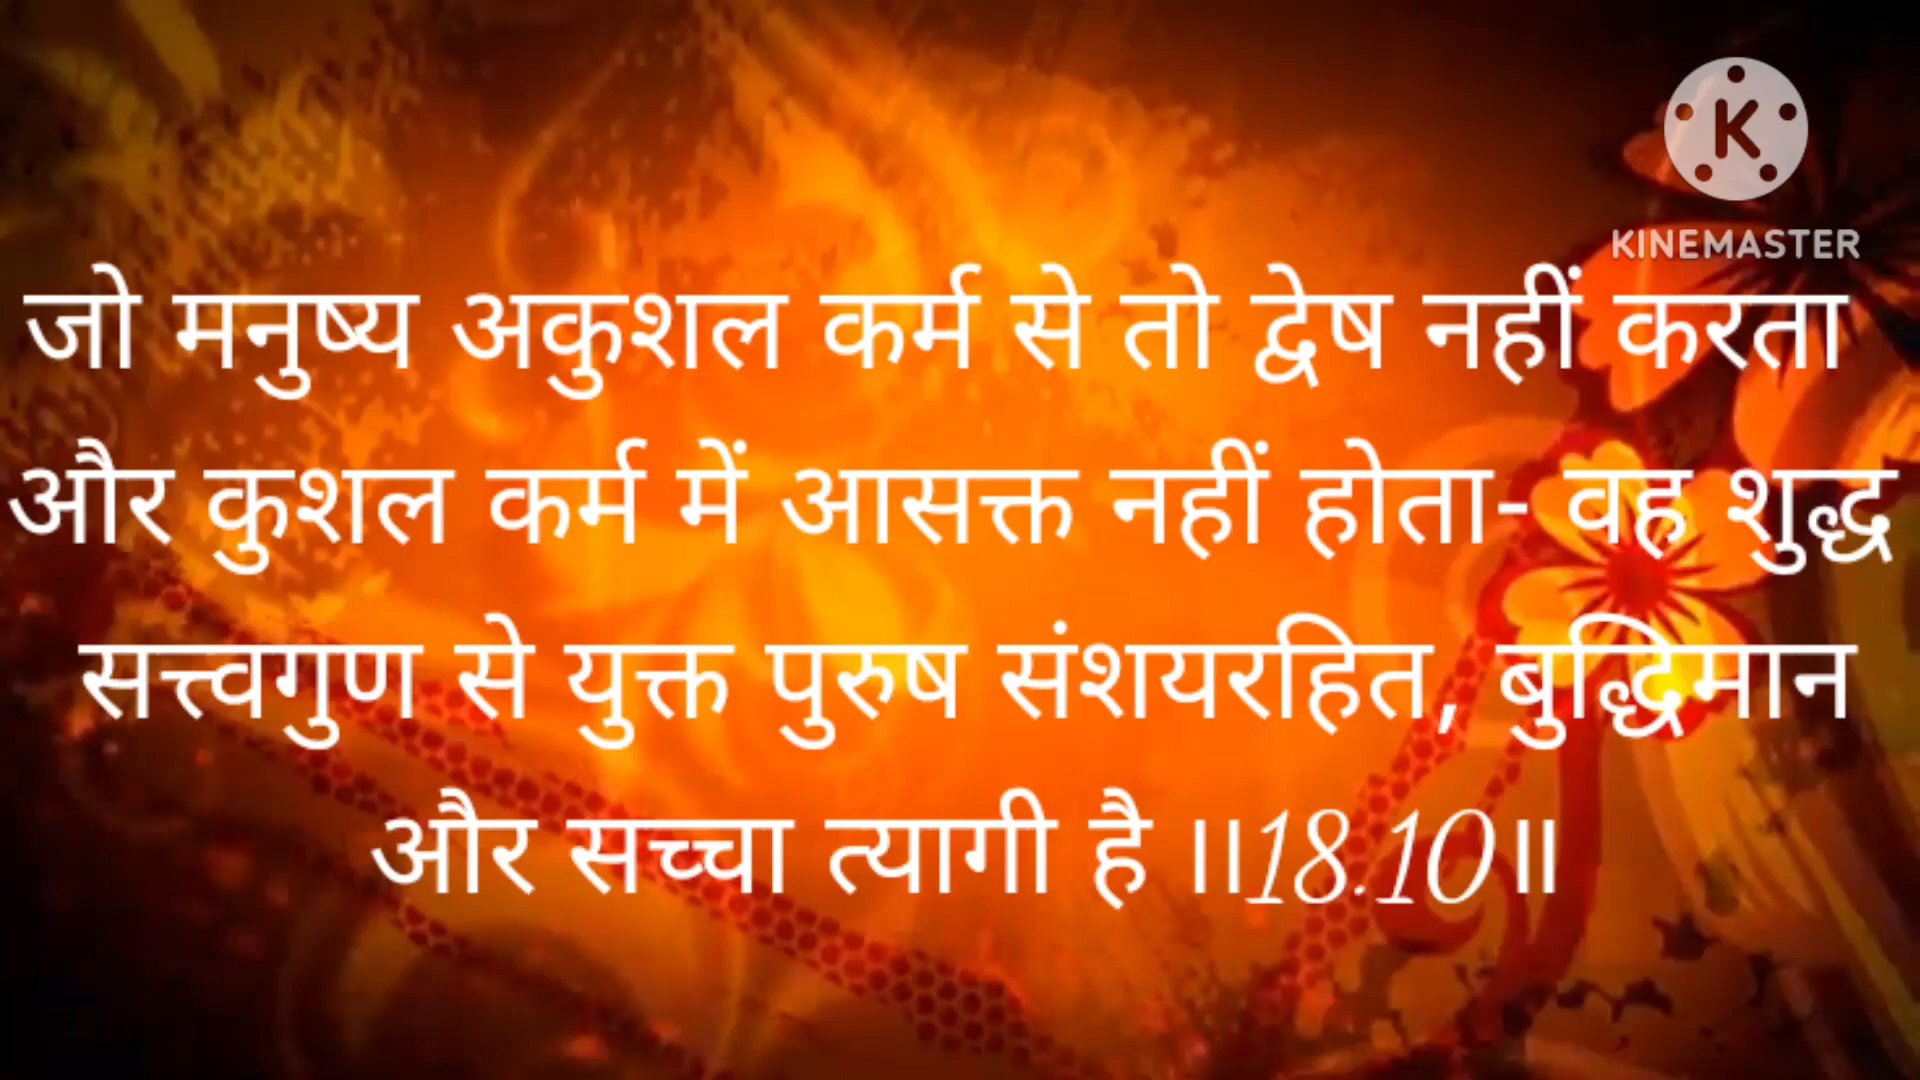 KINEMASTER
जो मनुष्य अकुशल कर्म से तो द्वेष नहीं करता
और कुशल कर्म में आसक्त नहीं होता- वह शुद्ध
सत्त्वगुण से युक्त पुरुष संशयरहित, बुद्धिमान
और सच्चा त्यागी है ।।18.10॥